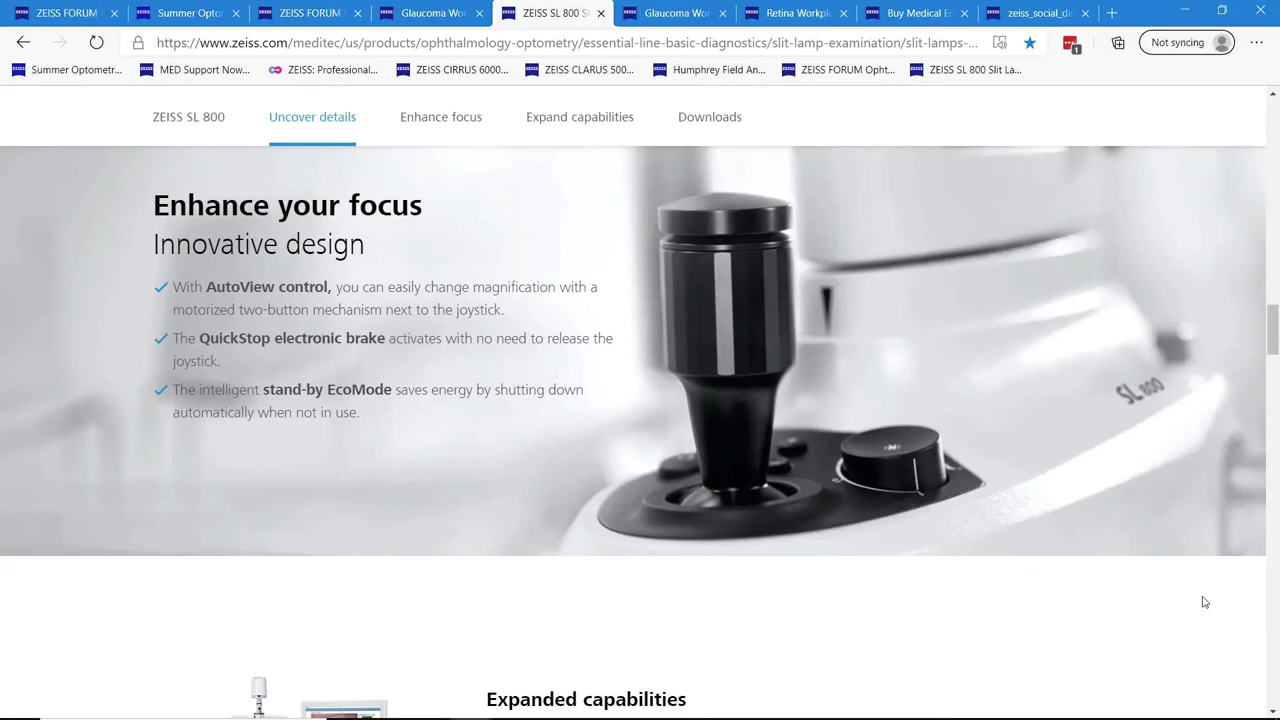 ZEISS FORUM
Summer Opto
ZEISS FORUM
Glaucoma Wor
ZEISS SL 800 S
Glaucoma Wor
Retina Workpl
Buy Medical E
zeiss_social_di
https://www.zeiss.com/meditec/us/products/ophthalmology-optometry/essential-line-basic-diagnostics/slit-lamp-examination/slit-lamps-...
1
Not syncing
Summer Optometr...
MED Support Now...
ZEISS: Professional...
ZEISS CIRRUS 6000...
ZEISS CLARUS 500...
Humphrey Field An...
ZEISS FORUM Opht...
ZEISS SL 800 Slit La...
ZEISS SL 800
Uncover details
Enhance focus
Expand capabilities
Downloads
Enhance your focus
Innovative design
With AutoView control, you can easily change magnification with a
motorized two-button mechanism next to the joystick.
The QuickStop electronic brake activates with no need to release the
joystick.
The intelligent stand-by EcoMode saves energy by shutting down
automatically when not in use.
SL 800
Expanded capabilities